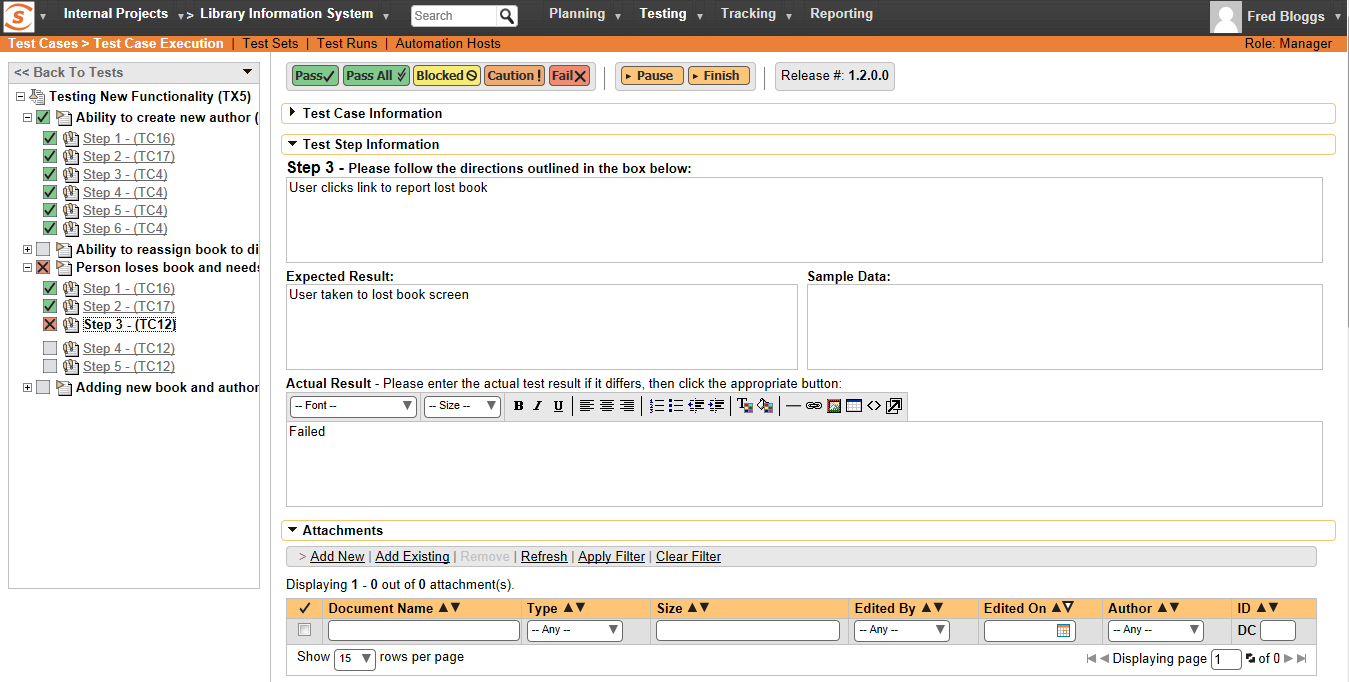 Internal Projects > Library Information System Search Planning Testing Tracking Reporting Fred Bloggs
Test Cases > Test Case Execution | Test Sets | Test Runs | Automation Hosts Role: Manager
<< Back To Tests
Testing New Functionality (TX5)
Ability to create new author (
Step 1 - (TC16)
Step 2 - (TC17)
Step 3 - (TC4)
Step 4 - (TC4)
Step 5 - (TC4)
Step 6 - (TC4)
Ability to reassign book to di
Person loses book and needs
Step 1 - (TC16)
Step 2 - (TC17)
Step 3 - (TC12)
Step 4 - (TC12)
Step 5 - (TC12)
Adding new book and author
Pass Pass All Blocked Caution ! Fail Pause Finish Release #: 1.2.0.0
Test Case Information
Test Step Information
Step 3 - Please follow the directions outlined in the box below:
User clicks link to report lost book
Expected Result: Sample Data:
User taken to lost book screen
Actual Result - Please enter the actual test result if it differs, then click the appropriate button:
-- Font -- -- Size -- B I U
Failed
Attachments
> Add New | Add Existing | Remove | Refresh | Apply Filter | Clear Filter
Displaying 1 - 0 out of 0 attachment(s).
Document Name Type Size Edited By Edited On Author ID
-- Any -- -- Any -- -- Any -- DC
Show 15 rows per page Displaying page 1 of 0